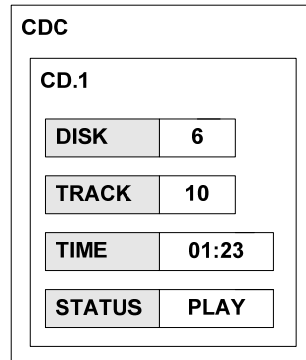 CDC
CD.1
DISK 6
TRACK 10
TIME 01:23
STATUS PLAY